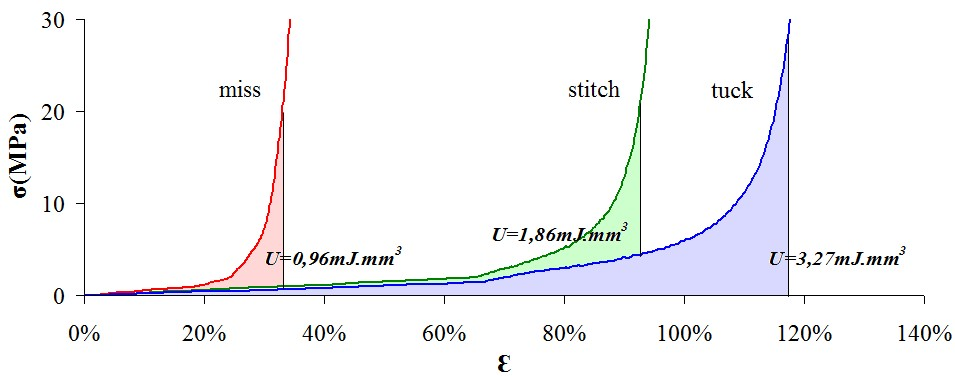 30
miss
stitch
tuck
20
σ(MPa)
10
U=1,86mJ.mm³
U=0,96mJ.mm³
U=3,27mJ.mm³
0
0%
20%
40%
60%
80%
100%
120%
140%
ε